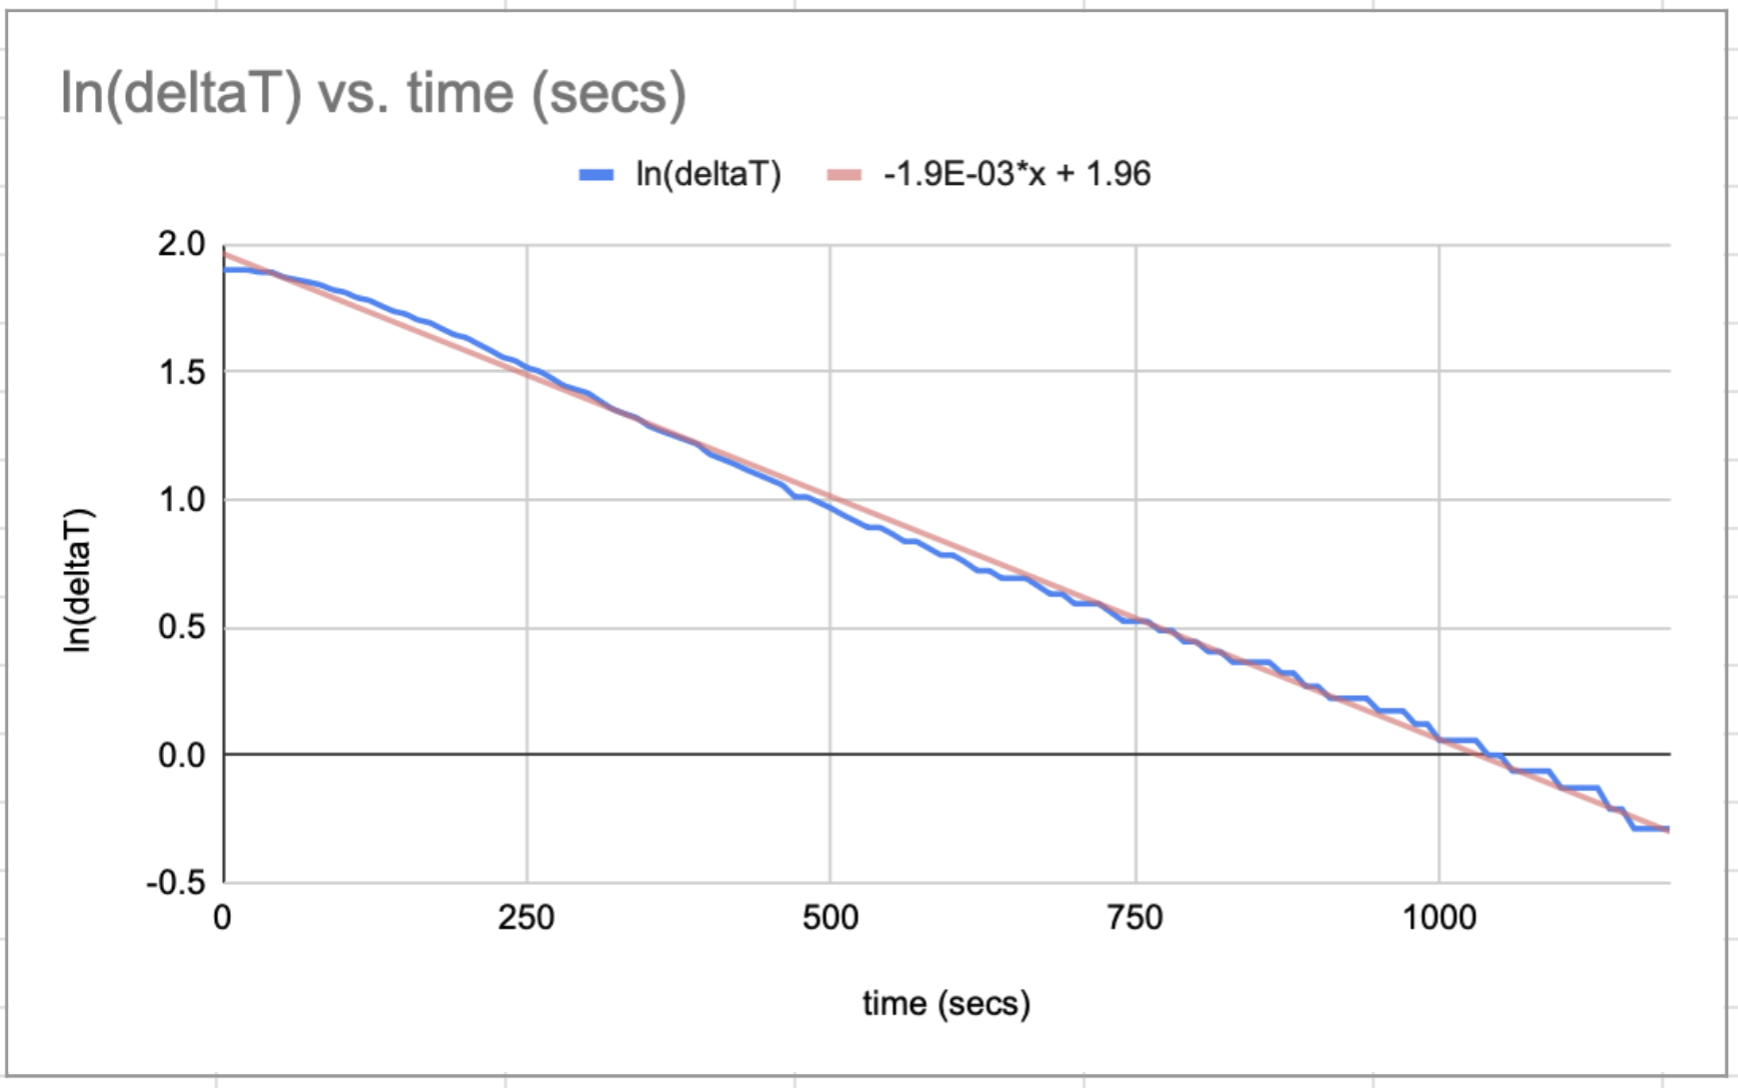 ln(deltaT) vs. time (secs)
ln(deltaT) -1.9E-03*x + 1.96
2.0
1.5
1.0
0.5
0.0
-0.5
ln(deltaT)
0 250 500 750 1000
time (secs)